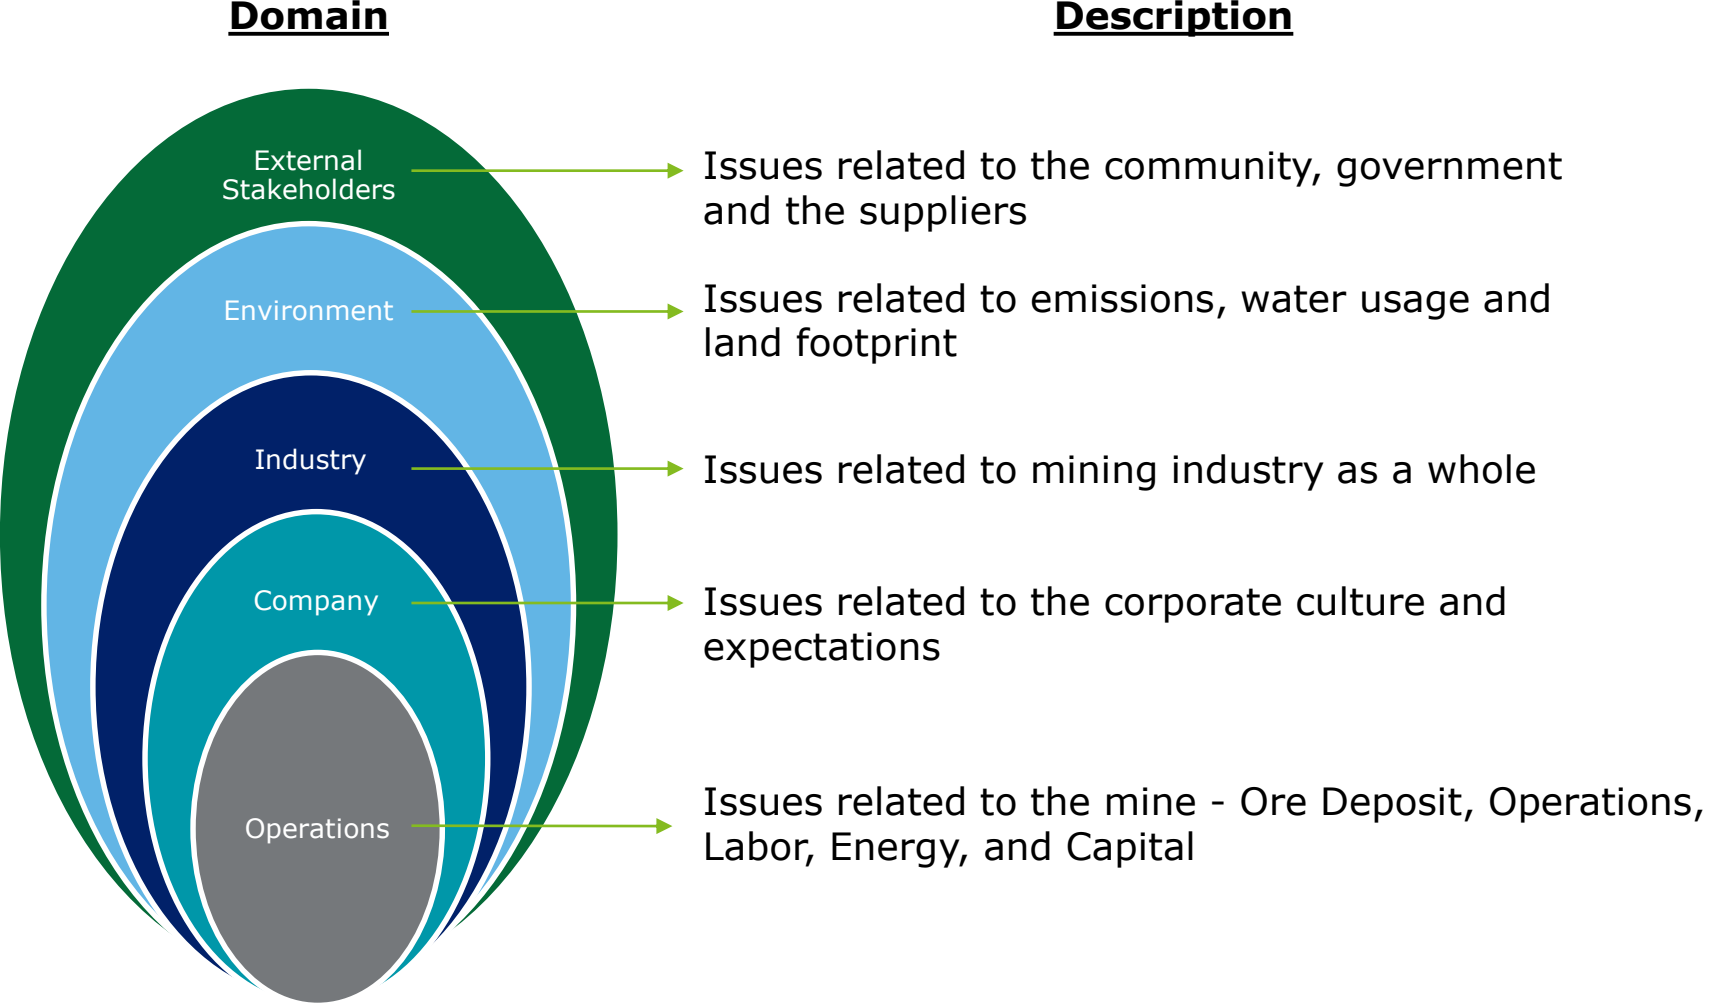 Domain
Description
External
Stakeholders
Issues related to the community, government
and the suppliers
Environment
Issues related to emissions, water usage and
land footprint
Industry
Issues related to mining industry as a whole
Company
Issues related to the corporate culture and
expectations
Operations
Issues related to the mine - Ore Deposit, Operations,
Labor, Energy, and Capital